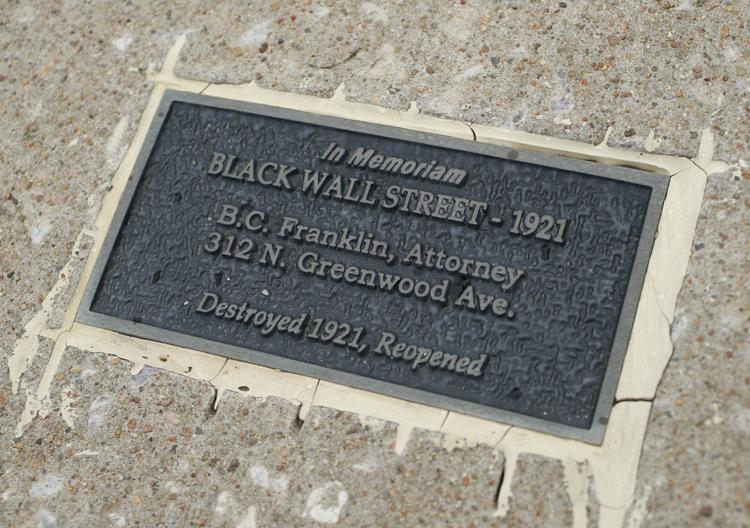 In Memoriam
BLACK WALL STREET - 1921
B.C. Franklin, Attorney
312 N. Greenwood Ave.
Destroyed 1921, Reopened